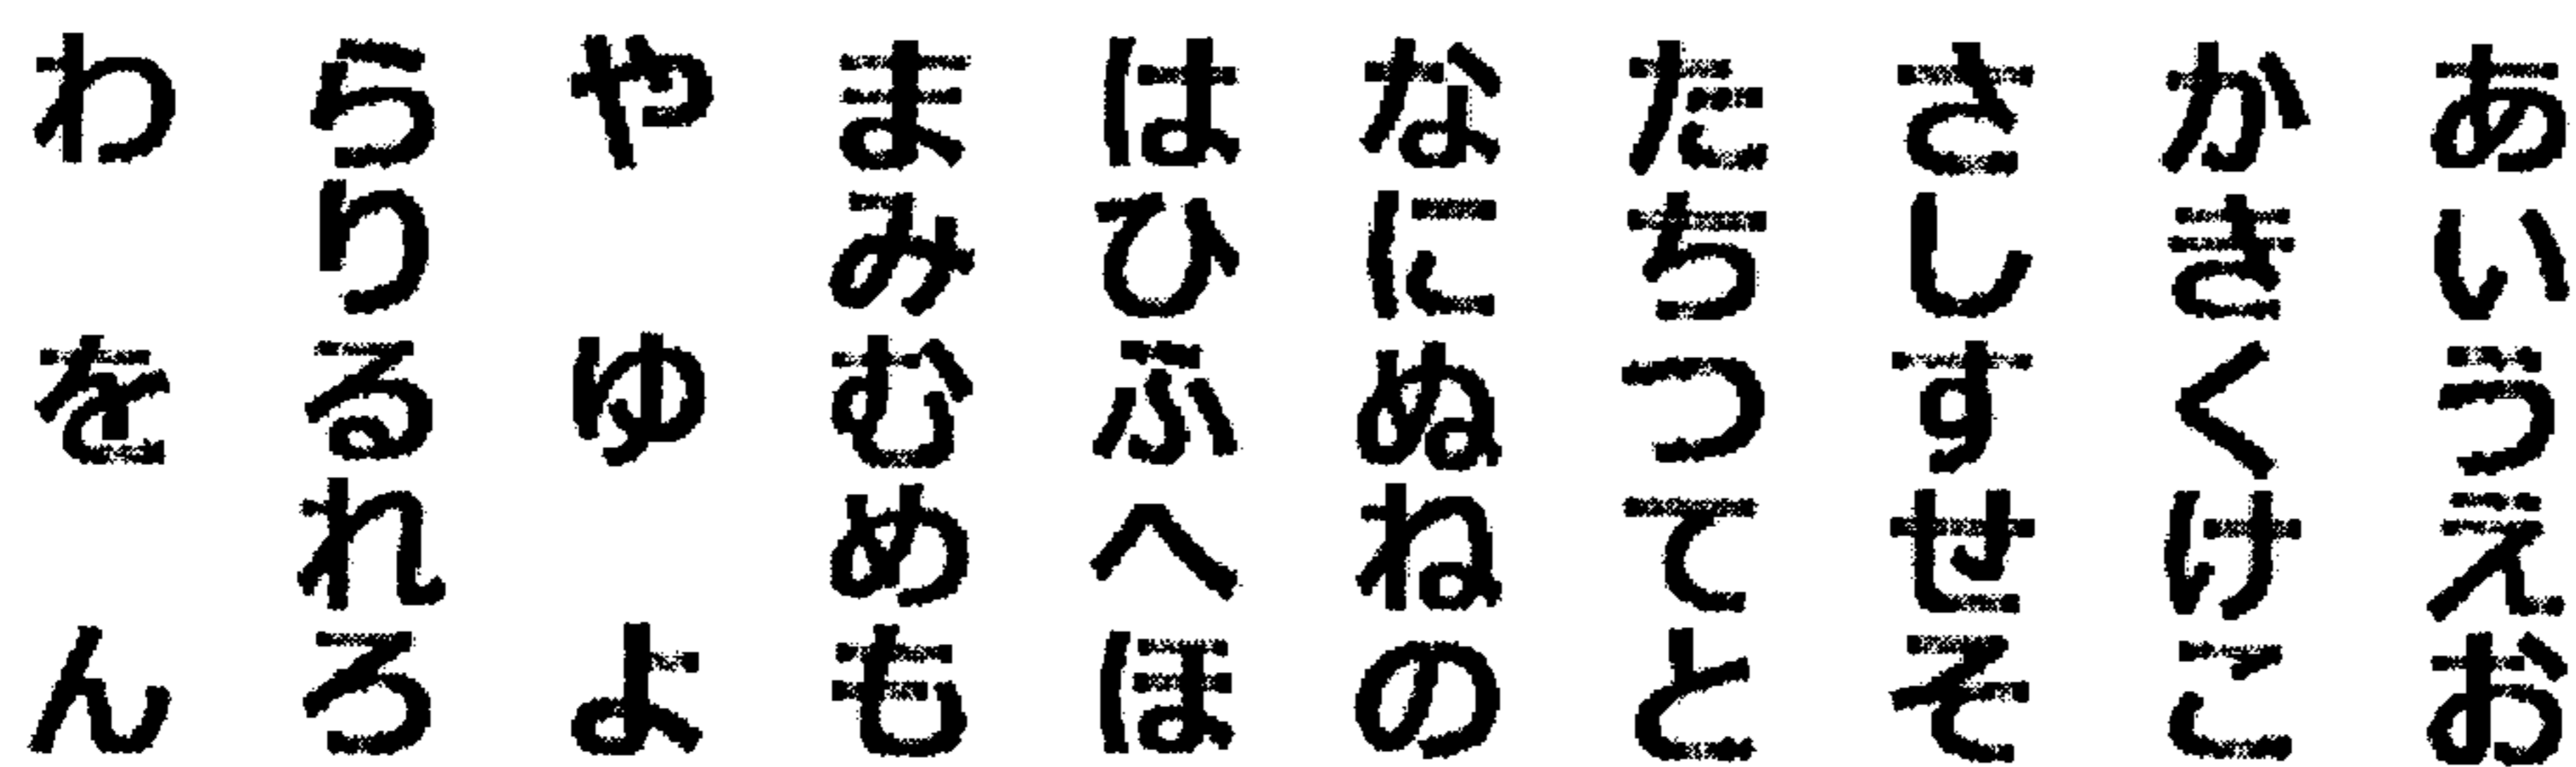 わ ら や ま は な た さ か あ
り み ひ に ち し き い
を る ゆ む ふ ぬ つ す く う
れ め へ ね て せ け え
ん ろ よ も ほ の と そ こ お